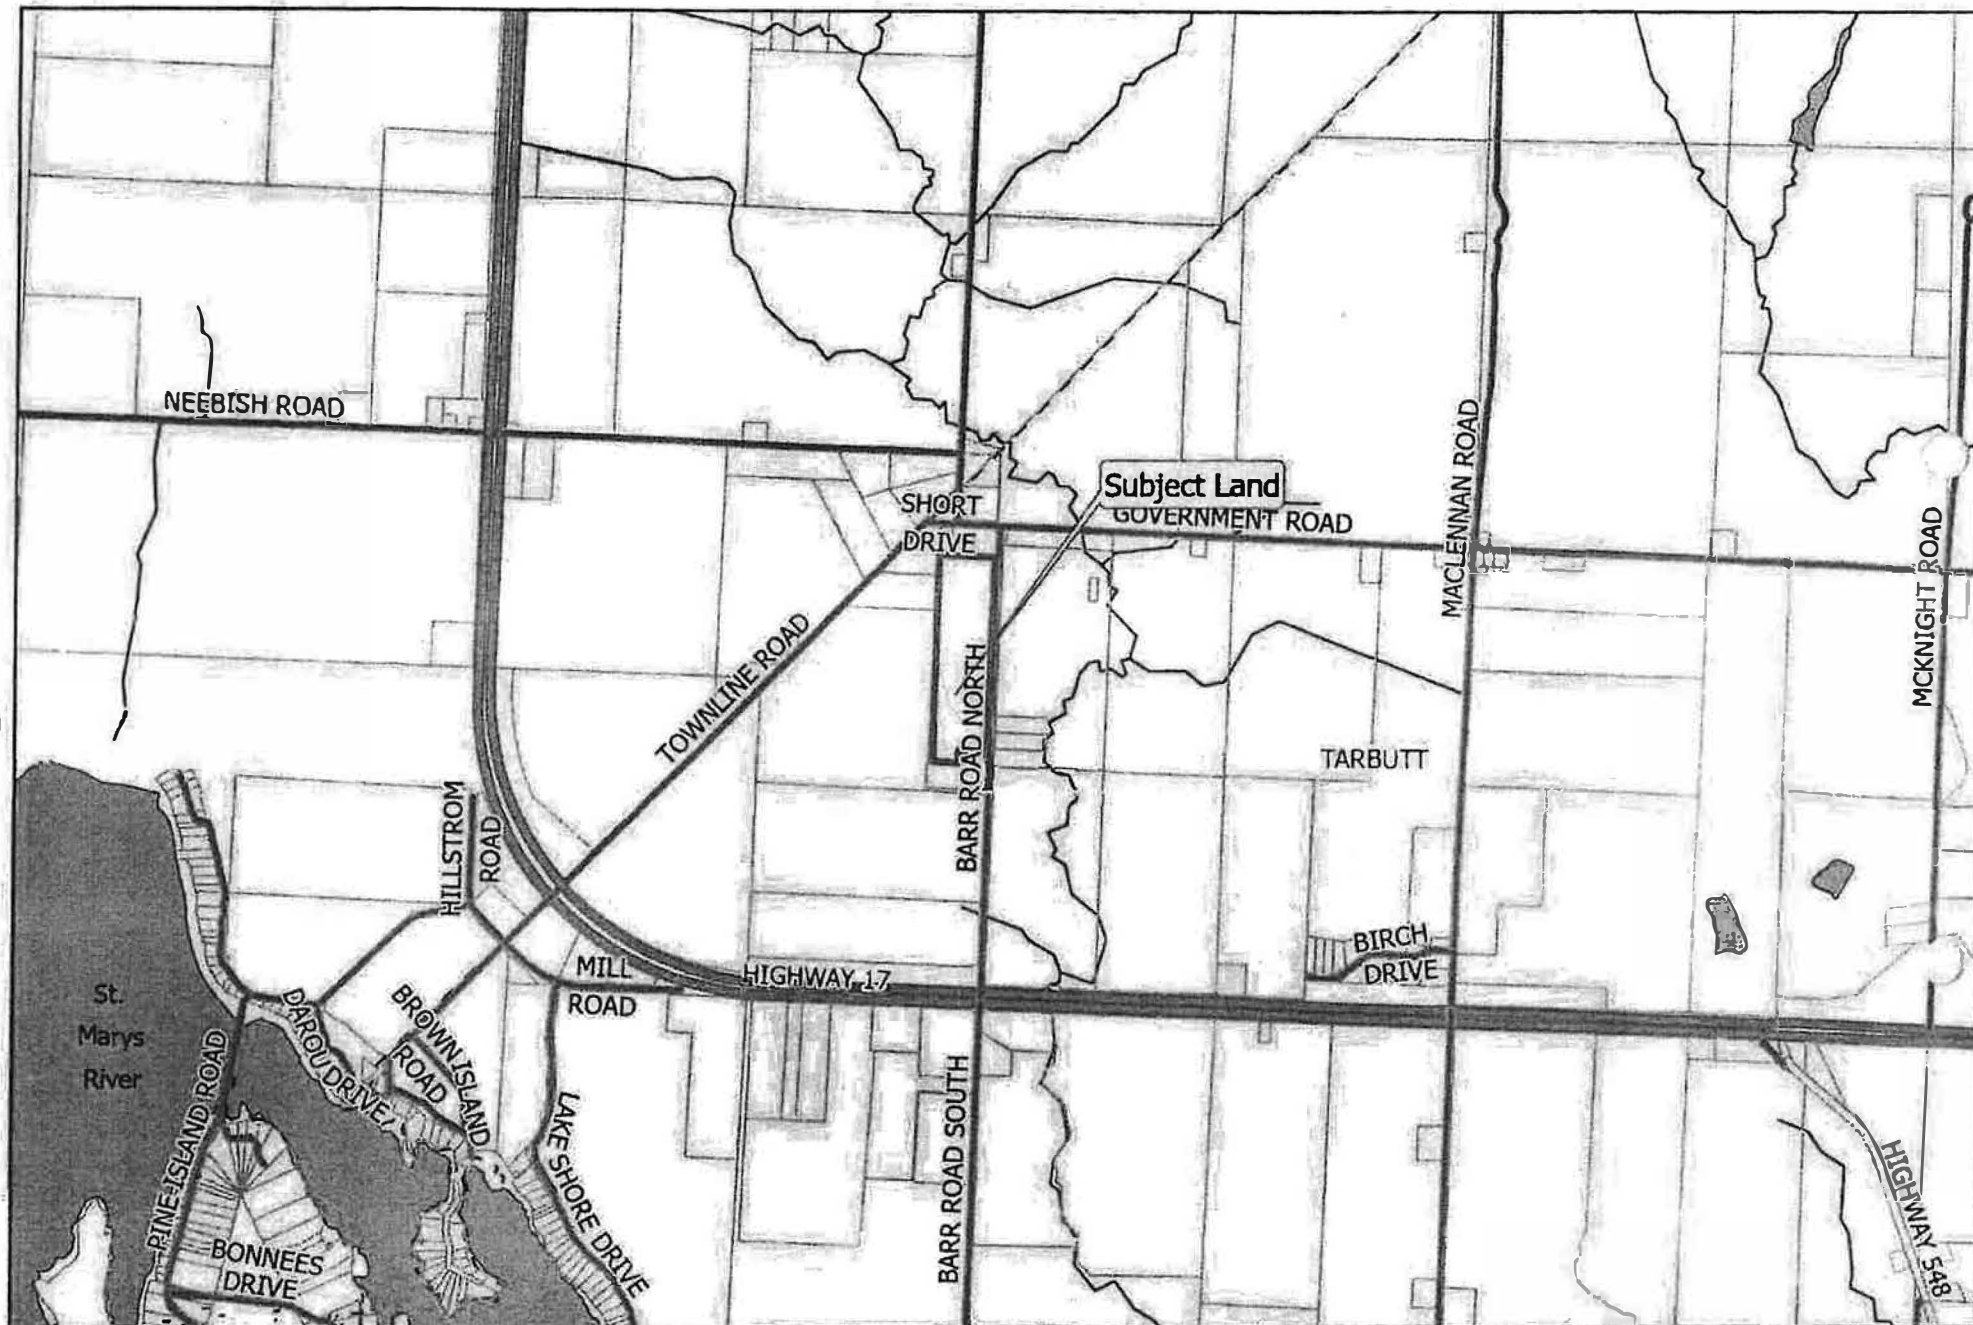 NEEBISH ROAD
Subject Land
SHORT
DRIVE
GOVERNMENT ROAD
MACLENNAN ROAD
MCKNIGHT ROAD
TOWNLINE ROAD
BARR ROAD NORTH
TARBUTT
HILLSTROM
ROAD
BIRCH
DRIVE
MILL
ROAD
HIGHWAY 17
St.
Marys
River
DAROU DRIVE
BROWN ISLAND
ROAD
PINE ISLAND ROAD
LAKE SHORE DRIVE
BARR ROAD SOUTH
BONNEES
DRIVE
HIGHWAY 548